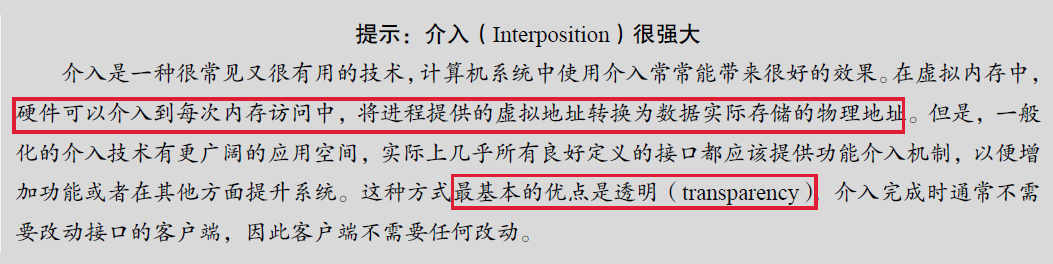 提示：介入（Interposition）很强大
介入是一种很常见又很有用的技术，计算机系统中使用介入常常能带来很好的效果。在虚拟内存中，
硬件可以介入到每次内存访问中，将进程提供的虚拟地址转换为数据实际存储的物理地址。但是，一般
化的介入技术有更广阔的应用空间，实际上几乎所有良好定义的接口都应该提供功能介入机制，以便增
加功能或者在其他方面提升系统。这种方式最基本的优点是透明（transparency），介入完成时通常不需
要改动接口的客户端，因此客户端不需要任何改动。